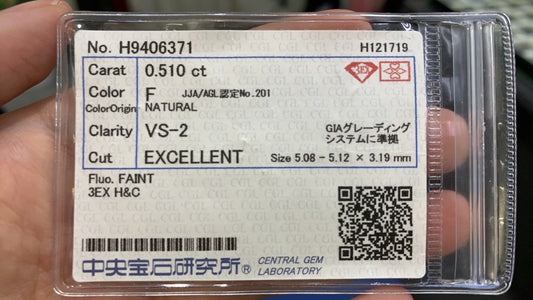 No. H9406371 H121719
Carat 0.510 ct
Color F JJA/AGL認定No.201
ColorOrigin NATURAL
Clarity VS-2 GIAグレーディング
システムに準拠
Cut EXCELLENT Size 5.08 - 5.12 × 3.19 mm
Fluo. FAINT
3EX H&C
中央宝石研究所® CENTRAL GEM
LABORATORY